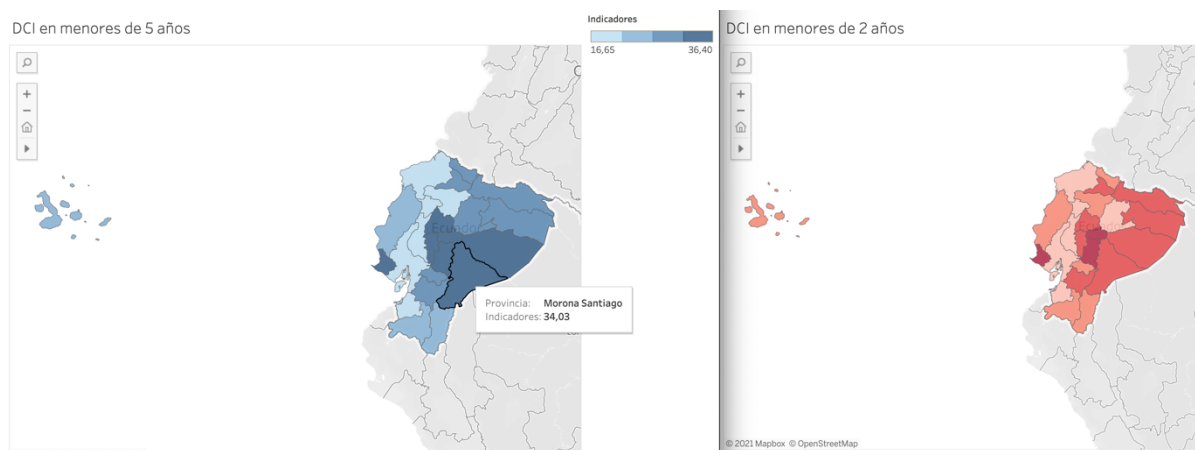 DCI en menores de 5 años
Indicadores
16,65 36,40
Ecuador
Provincia: Morona Santiago
Indicadores: 34,03
DCI en menores de 2 años
© 2021 Mapbox © OpenStreetMap